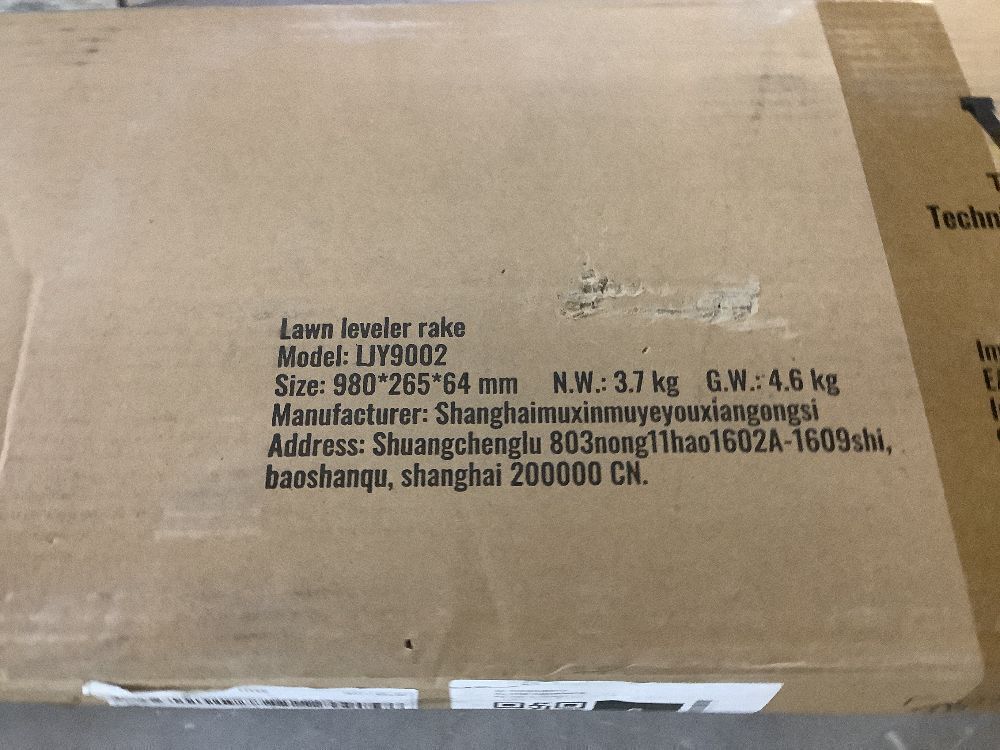 Lawn leveler rake
Model: LJY9002
Size: 980*265*64 mm N.W.: 3.7 kg G.W.: 4.6 kg
Manufacturer: Shanghaimuxinmuyeyouxiangongsi
Address: Shuangchenglu 803nong11hao1602A-1609shi,
baoshanqu, shanghai 200000 CN.